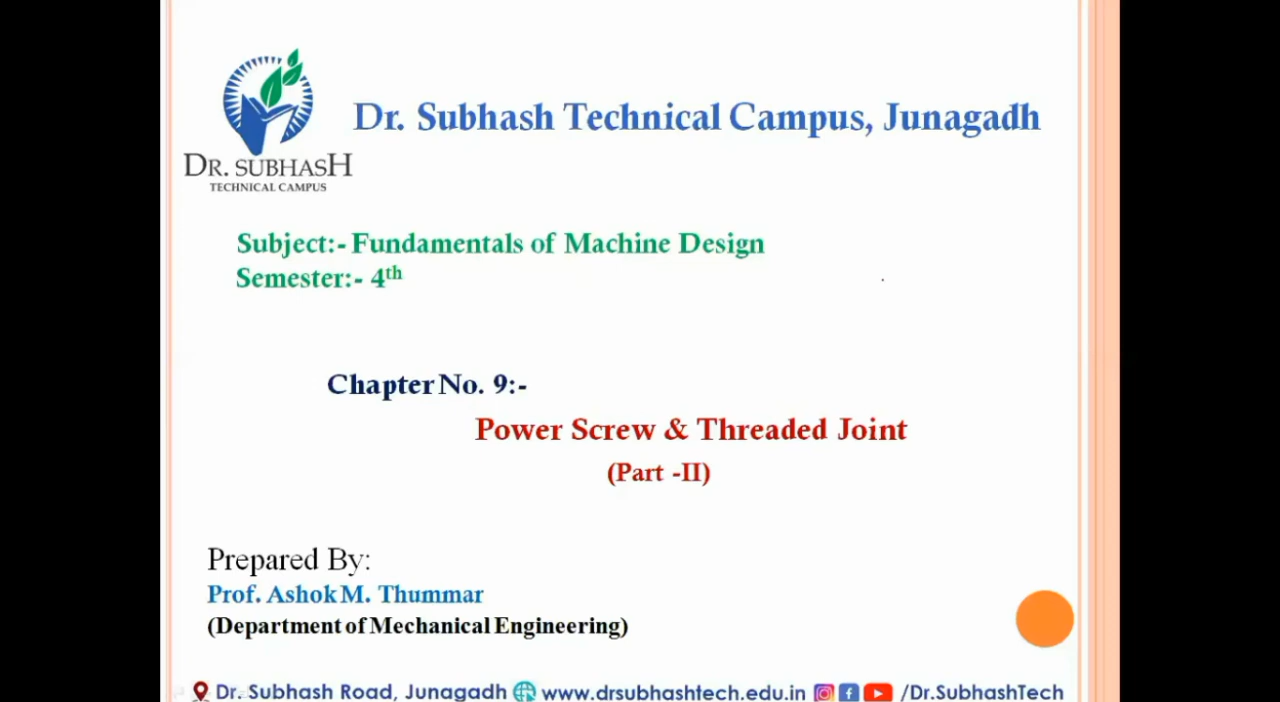 Dr. Subhash Technical Campus, Junagadh
DR. SUBHASH
TECHNICAL CAMPUS
Subject:- Fundamentals of Machine Design
Semester:- 4th
Chapter No. 9:-
Power Screw & Threaded Joint
(Part -II)
Prepared By:
Prof. Ashok M. Thummar
(Department of Mechanical Engineering)
Dr. Subhash Road, Junagadh www.drsubhashtech.edu.in /Dr.SubhashTech